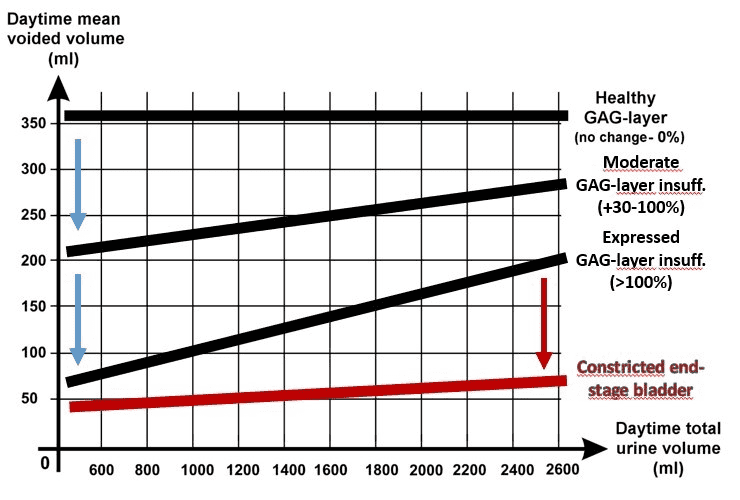 Daytime mean
voided volume
(ml)
Healthy
GAG-layer
(no change- 0%)
350
Moderate
GAG-layer insuff.
(+30-100%)
300
250
Expressed
GAG-layer insuff.
(>100%)
200
150
100
Constricted end-
stage bladder
50
Daytime total
urine volume
(ml)
0
600 800 1000 1200 1400 1600 1800 2000 2200 2400 2600